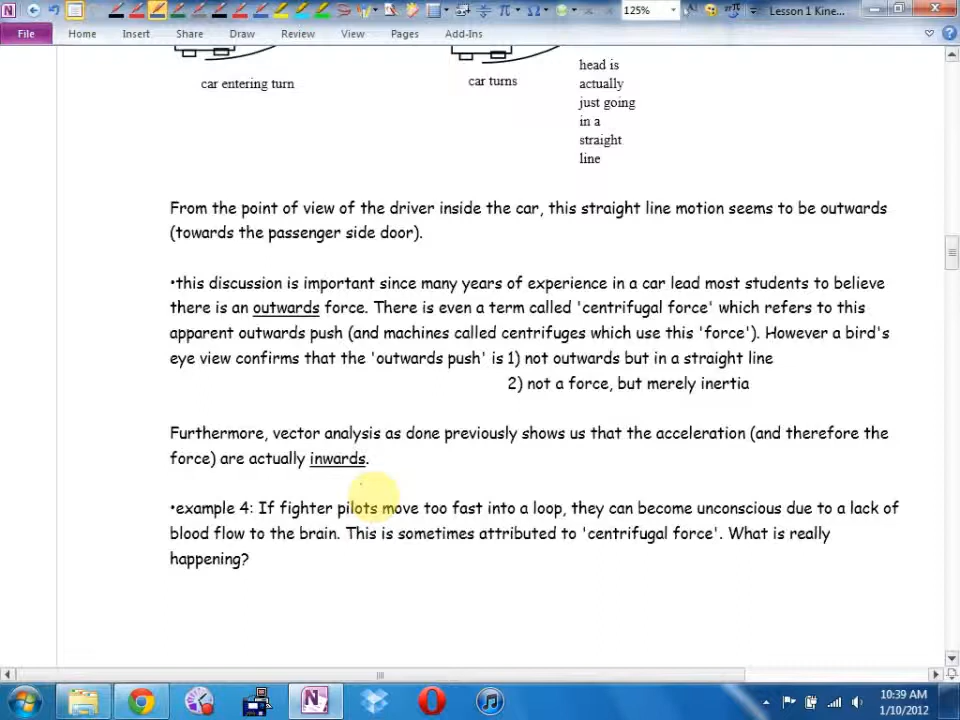 125%
Lesson 1 Kine...
File Home Insert Share Draw Review View Pages Add-Ins
car entering turn
car turns
head is
actually
just going
in a
straight
line
From the point of view of the driver inside the car, this straight line motion seems to be outwards
(towards the passenger side door).
•this discussion is important since many years of experience in a car lead most students to believe
there is an outwards force. There is even a term called 'centrifugal force' which refers to this
apparent outwards push (and machines called centrifuges which use this 'force'). However a bird's
eye view confirms that the 'outwards push' is 1) not outwards but in a straight line
2) not a force, but merely inertia
Furthermore, vector analysis as done previously shows us that the acceleration (and therefore the
force) are actually inwards.
•example 4: If fighter pilots move too fast into a loop, they can become unconscious due to a lack of
blood flow to the brain. This is sometimes attributed to 'centrifugal force'. What is really
happening?
10:39 AM
1/10/2012